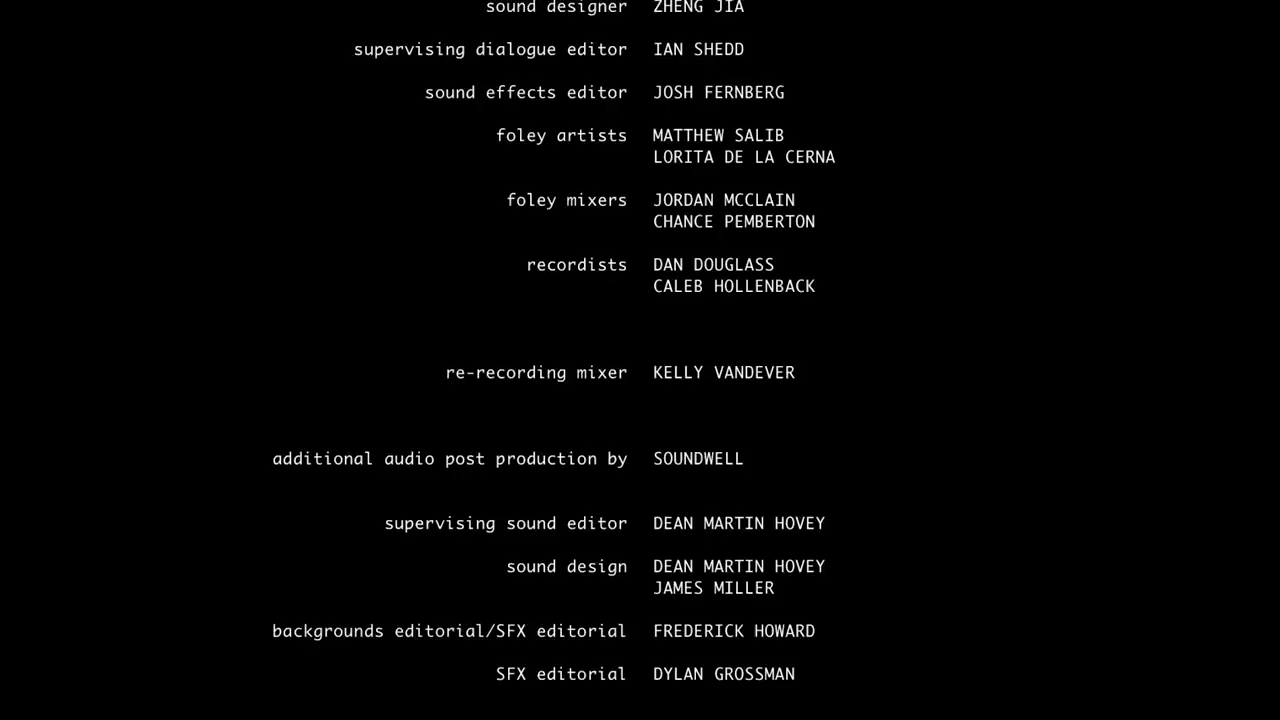 sound designer ZHENG JIA
supervising dialogue editor IAN SHEDD
sound effects editor JOSH FERNBERG
foley artists MATTHEW SALIB
LORITA DE LA CERNA
foley mixers JORDAN MCCLAIN
CHANCE PEMBERTON
recordists DAN DOUGLASS
CALEB HOLLENBACK
re-recording mixer KELLY VANDEVER
additional audio post production by SOUNDWELL
supervising sound editor DEAN MARTIN HOVEY
sound design DEAN MARTIN HOVEY
JAMES MILLER
backgrounds editorial/SFX editorial FREDERICK HOWARD
SFX editorial DYLAN GROSSMAN